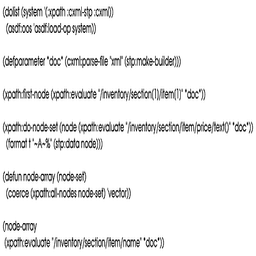 (dolist (system '(:xpath :cxml-stp :cxml))
(asdf:oos 'asdf:load-op system))
(defparameter *doc* (cxml:parse-file "xml" (stp:make-builder)))
(xpath:first-node (xpath:evaluate "/inventory/section[1]/item[1]" *doc*))
(xpath:do-node-set (node (xpath:evaluate "/inventory/section/item/price/text()" *doc*))
(format t "~A~%" (stp:data node)))
(defun node-array (node-set)
(coerce (xpath:all-nodes node-set) 'vector))
(node-array
(xpath:evaluate "/inventory/section/item/name" *doc*))